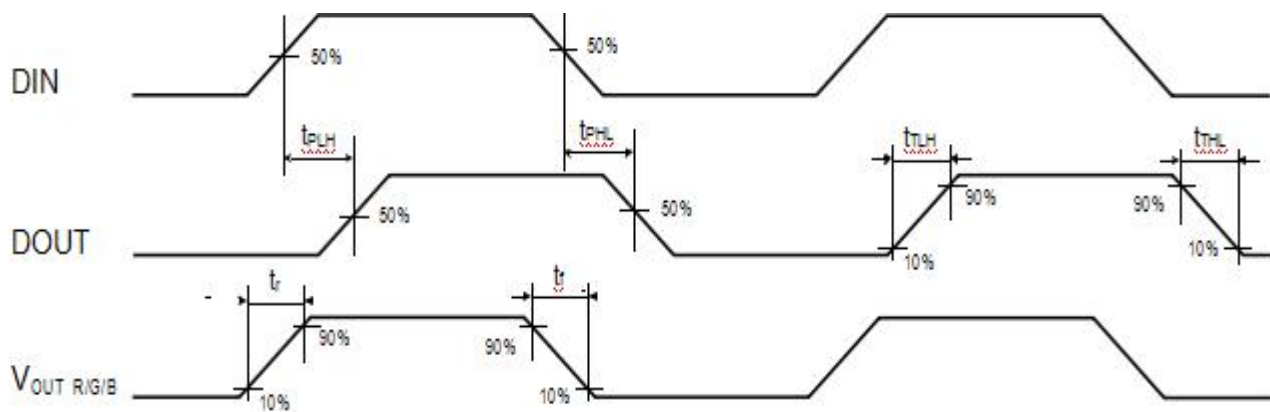 DIN
50%
50%
tPLH
tPHL
tTLH
tTHL
DOUT
50%
50%
90%
90%
10%
10%
tr
tf
VOUT R/G/B
90%
90%
10%
10%